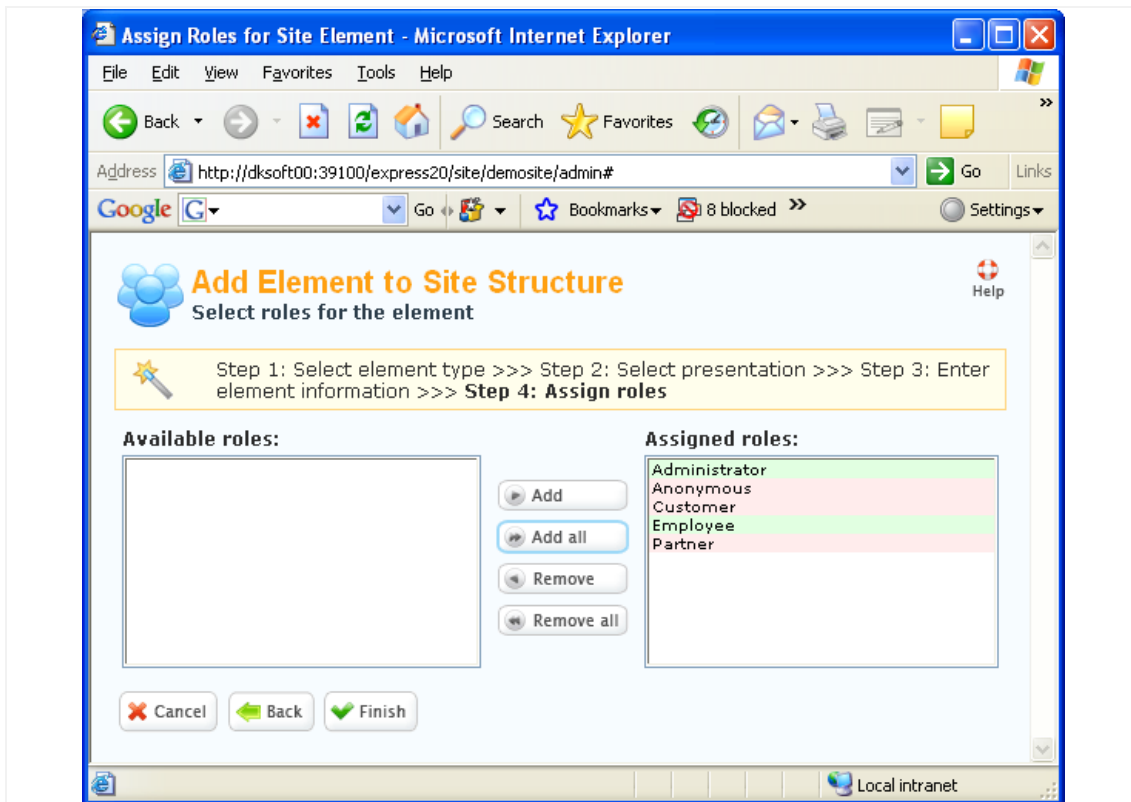 Assign Roles for Site Element - Microsoft Internet Explorer
File Edit View Favorites Tools Help
Back Search Favorites »
Address http://dksoft00:39100/express20/site/demosite/admin# Go Links
Google G Go Bookmarks 8 blocked » Settings
Add Element to Site Structure
Help
Select roles for the element
Step 1: Select element type >>> Step 2: Select presentation >>> Step 3: Enter
element information >>> Step 4: Assign roles
Available roles:
Add
Add all
Remove
Remove all
Assigned roles:
Administrator
Anonymous
Customer
Employee
Partner
Cancel Back Finish
Local intranet